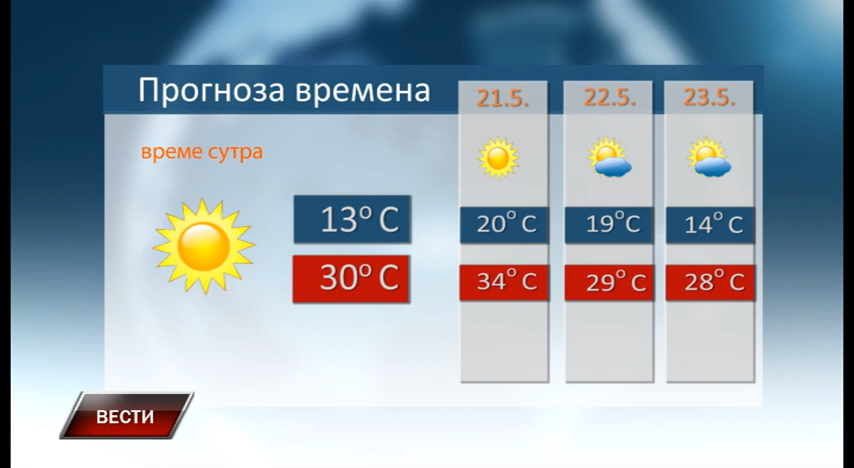 Прогноза времена
време сутра
13° C
30° C
21.5. 22.5. 23.5.
20° C 19°C 14° C
34° C 29° C 28° C
ВЕСТИ